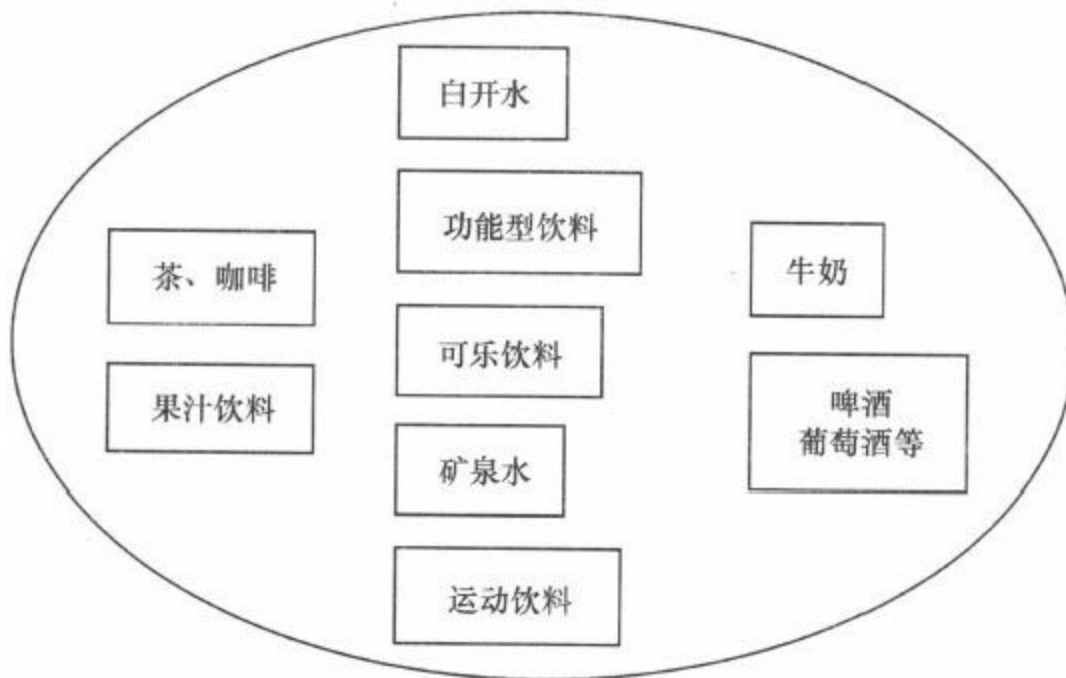 白开水
功能型饮料
茶、咖啡
牛奶
可乐饮料
果汁饮料
啤酒
葡萄酒等
矿泉水
运动饮料